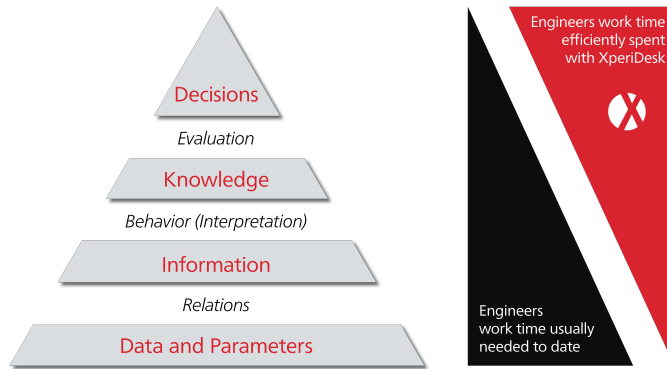 Decisions
Evaluation
Knowledge
Behavior (Interpretation)
Information
Relations
Data and Parameters
Engineers work time
efficiently spent
with XperiDesk
X
Engineers
work time usually
needed to date